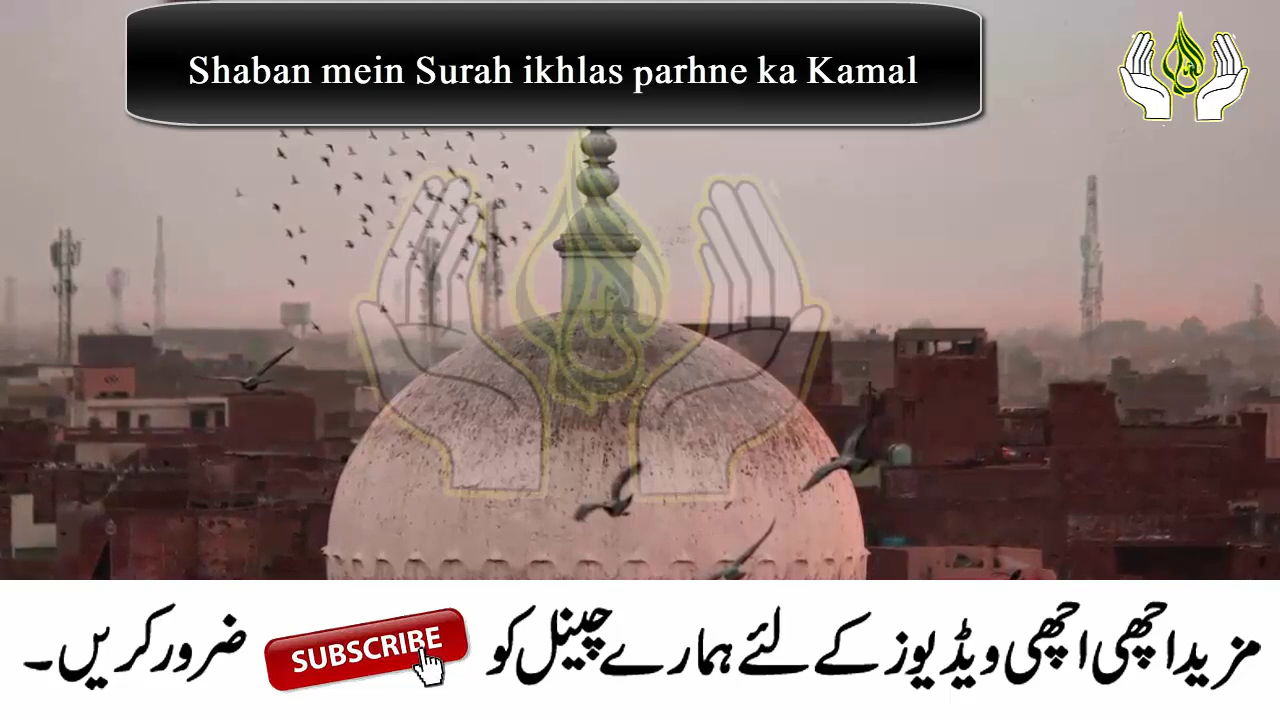 Shaban mein Surah ikhlas parhne ka Kamal
مزید اچھی اچھی ویڈیوز کے لئے ہمارے چینل کو SUBSCRIBE ضرور کریں۔